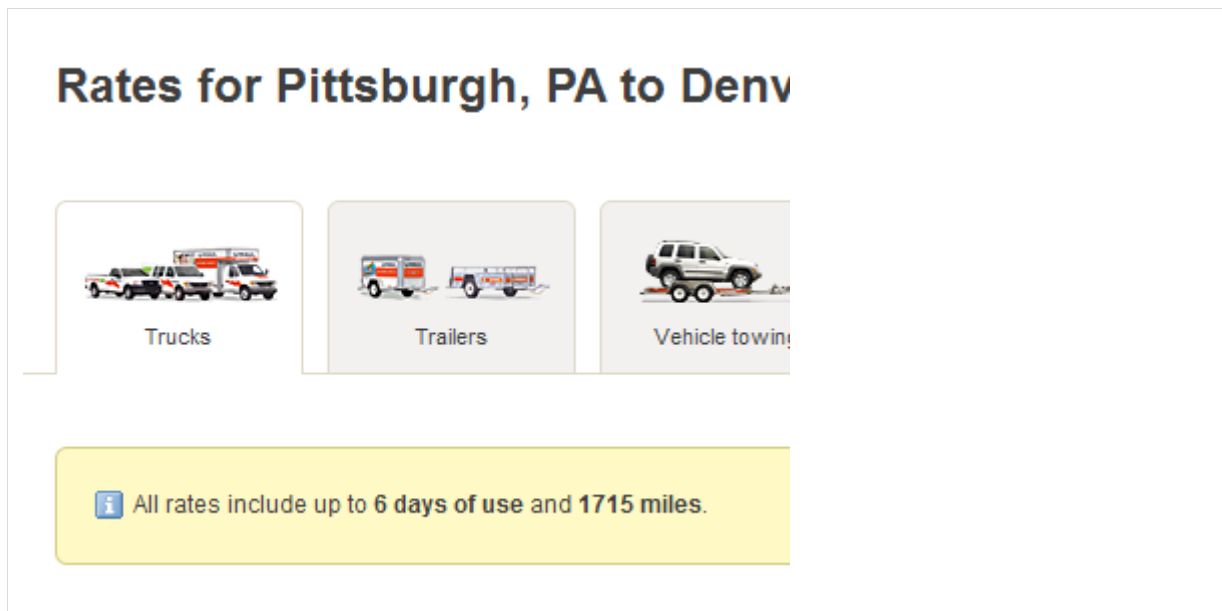 Rates for Pittsburgh, PA to Denv
Trucks
Trailers
Vehicle towing
All rates include up to 6 days of use and 1715 miles.